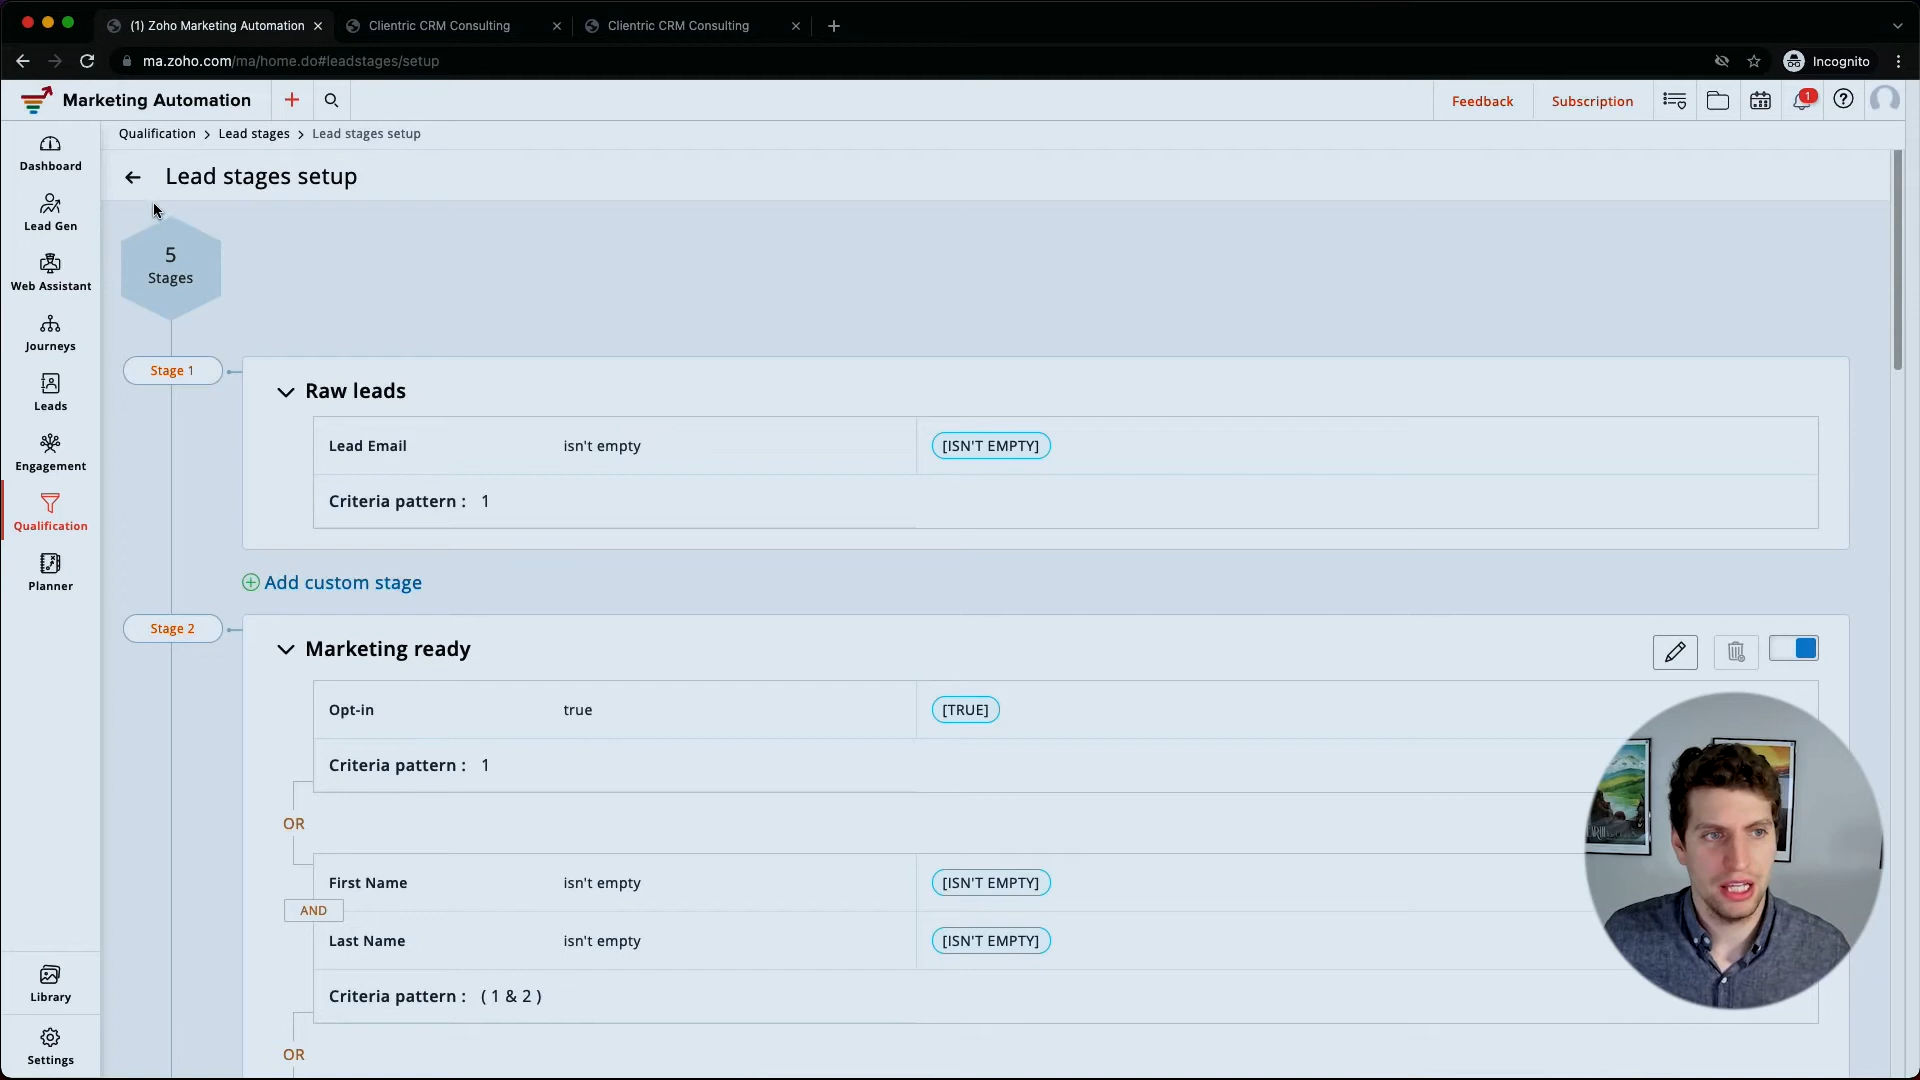 (1) Zoho Marketing Automation
Clientric CRM Consulting
Clientric CRM Consulting
ma.zoho.com/ma/home.do#leadstages/setup
Incognito
Marketing Automation
Feedback
Subscription
1
Qualification > Lead stages > Lead stages setup
Lead stages setup
Dashboard
Lead Gen
Web Assistant
Journeys
Leads
Engagement
Qualification
Planner
Library
Settings
5
Stages
Stage 1
Raw leads
Lead Email isn't empty [ISN'T EMPTY]
Criteria pattern : 1
Add custom stage
Stage 2
Marketing ready
Opt-in true [TRUE]
Criteria pattern : 1
OR
First Name isn't empty [ISN'T EMPTY]
AND
Last Name isn't empty [ISN'T EMPTY]
Criteria pattern : ( 1 & 2 )
OR